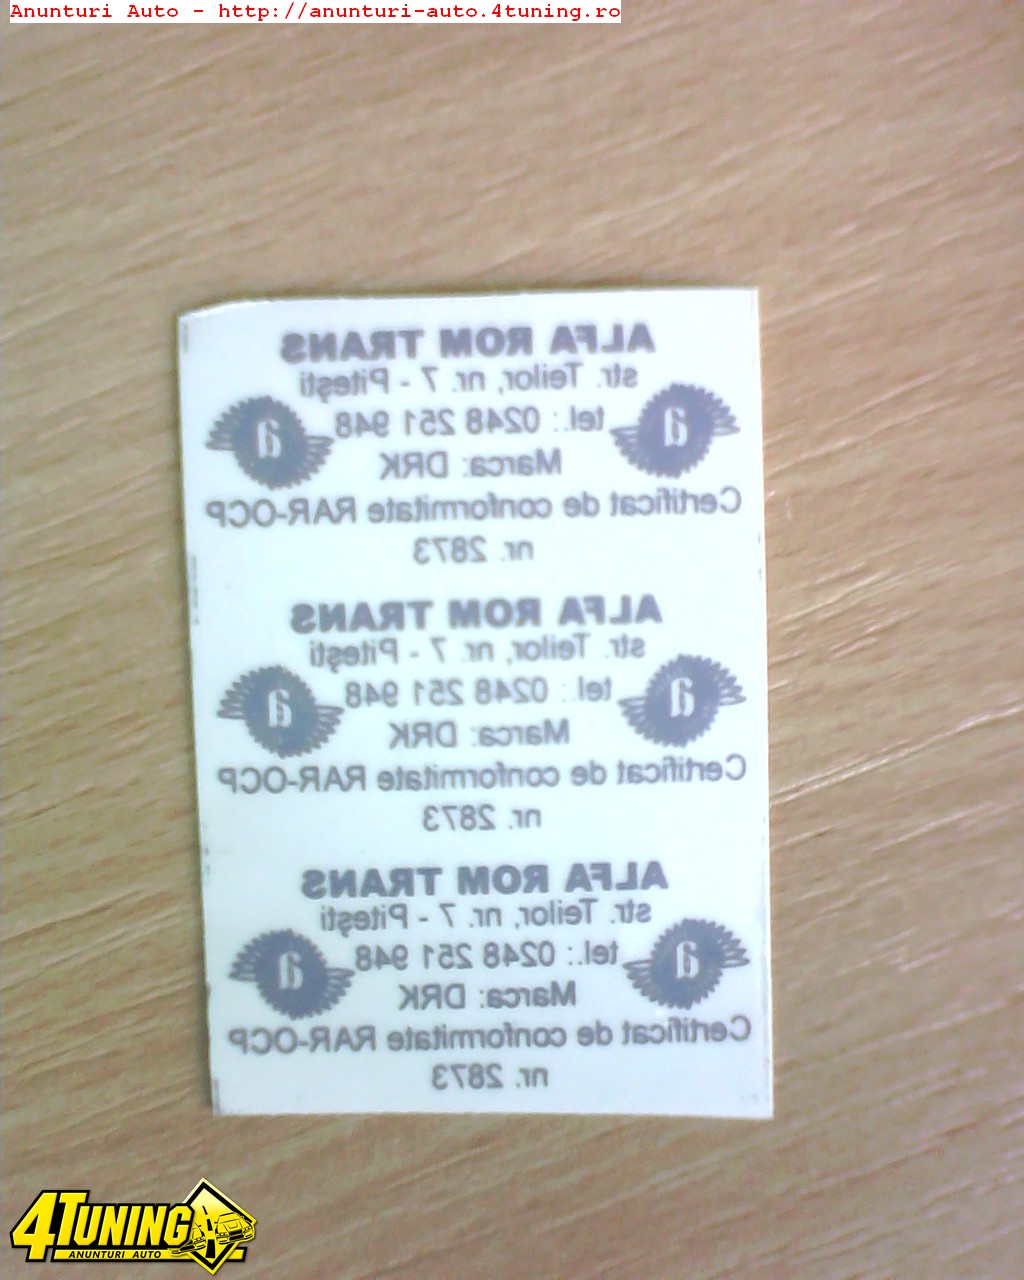 Anunturi Auto - http://anunturi-auto.4tuning.ro
ALFA ROM TRANS
str. Teilor, nr. 7 - Pitești
tel.: 0248 251 948
Marca: DRK
Certificat de conformitate RAR-OCP
nr. 2873
ALFA ROM TRANS
str. Teilor, nr. 7 - Pitești
tel.: 0248 251 948
Marca: DRK
Certificat de conformitate RAR-OCP
nr. 2873
ALFA ROM TRANS
str. Teilor, nr. 7 - Pitești
tel.: 0248 251 948
Marca: DRK
Certificat de conformitate RAR-OCP
nr. 2873
4TUNING
ANUNTURI AUTO